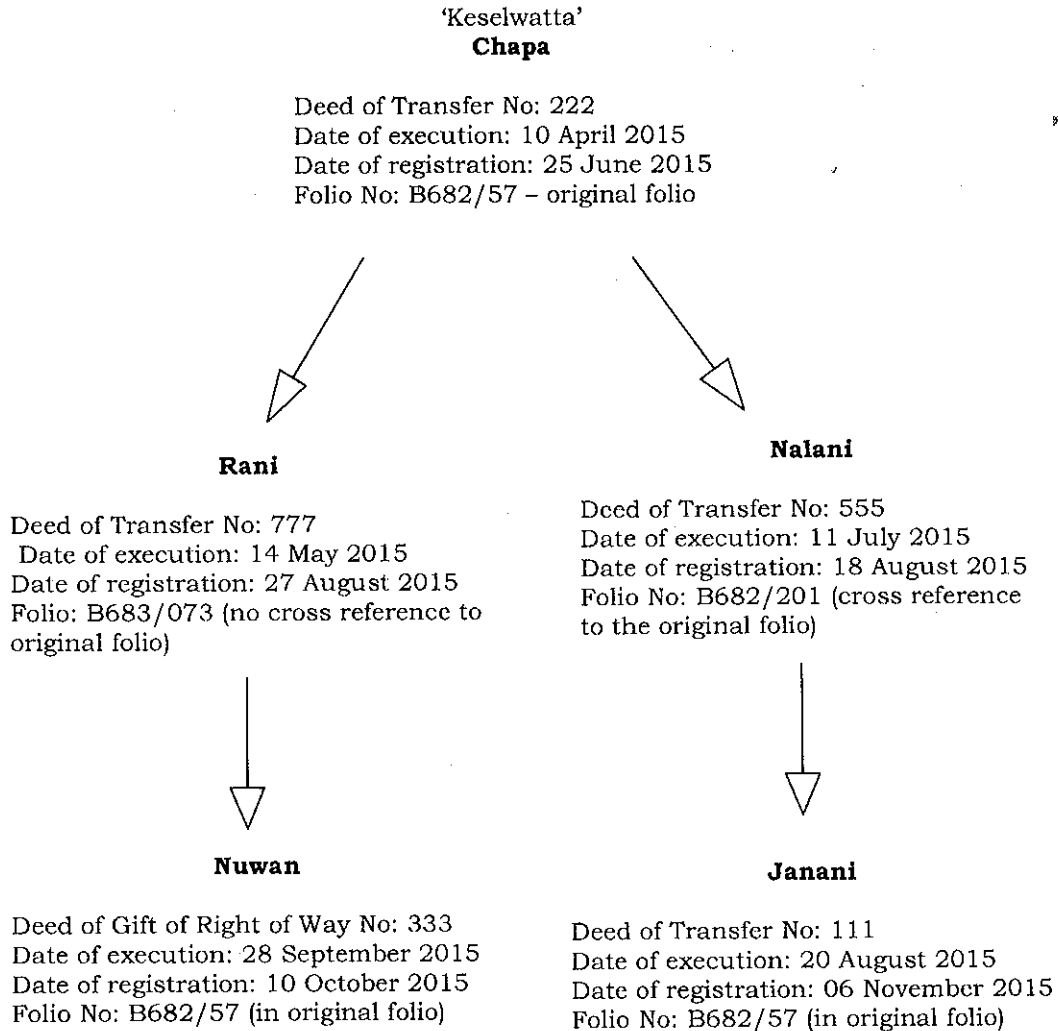 'Keselwatta'
Chapa
Deed of Transfer No: 222
Date of execution: 10 April 2015
Date of registration: 25 June 2015
Folio No: B682/57 – original folio
Rani
Deed of Transfer No: 777
Date of execution: 14 May 2015
Date of registration: 27 August 2015
Folio: B683/073 (no cross reference to
original folio)
Nalani
Deed of Transfer No: 555
Date of execution: 11 July 2015
Date of registration: 18 August 2015
Folio No: B682/201 (cross reference
to the original folio)
Nuwan
Deed of Gift of Right of Way No: 333
Date of execution: 28 September 2015
Date of registration: 10 October 2015
Folio No: B682/57 (in original folio)
Janani
Deed of Transfer No: 111
Date of execution: 20 August 2015
Date of registration: 06 November 2015
Folio No: B682/57 (in original folio)